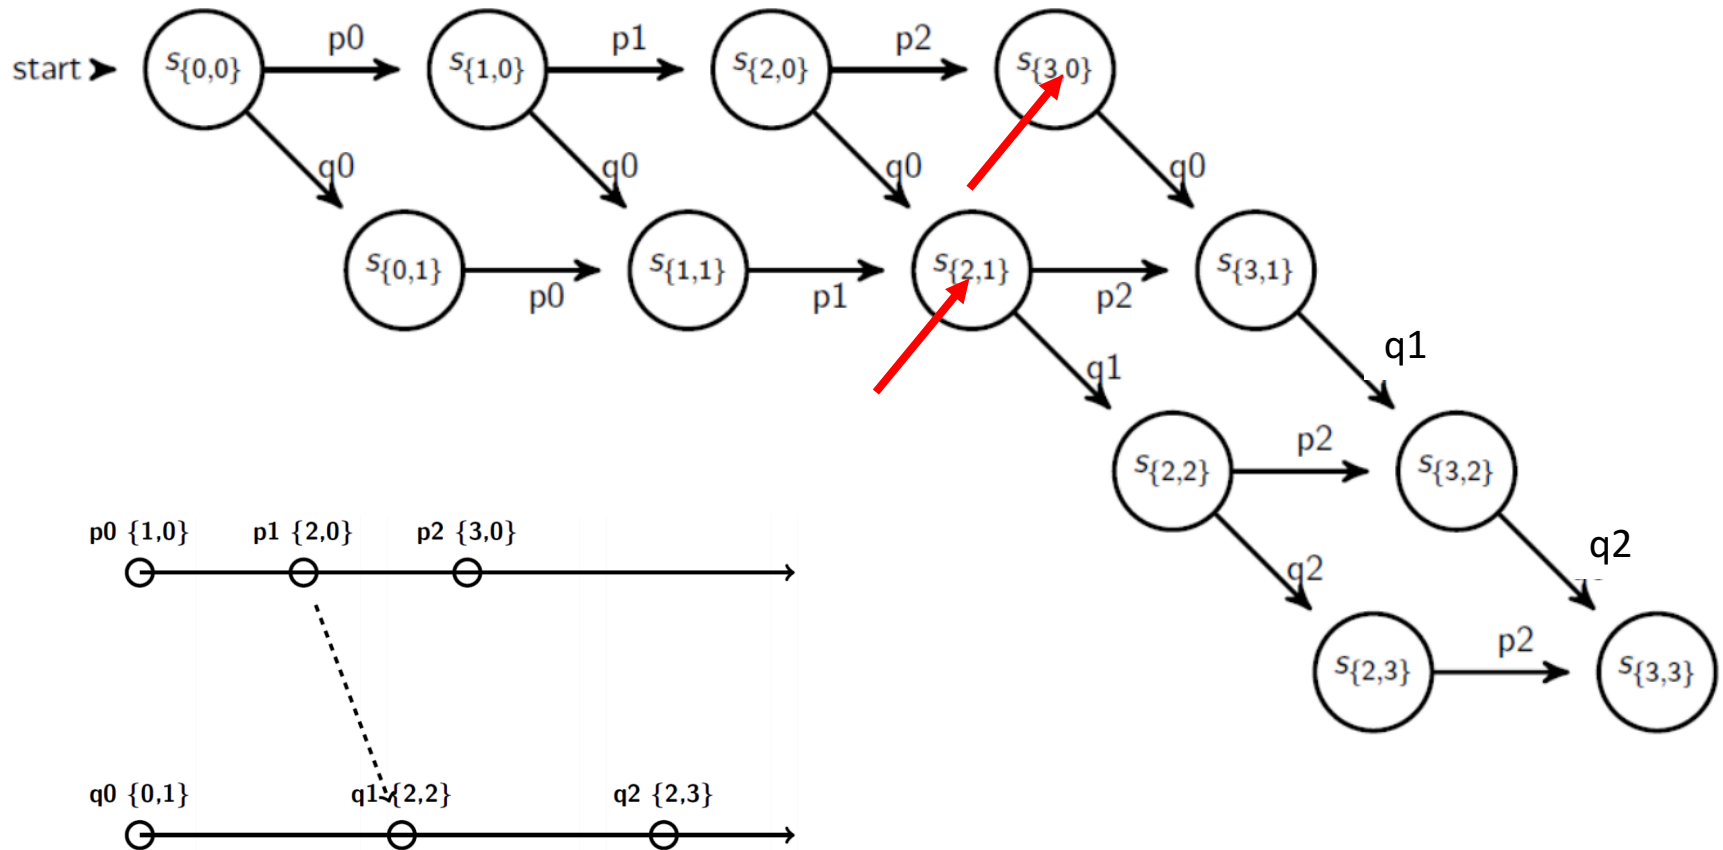 p0 p1 p2
start S{0,0} S{1,0} S{2,0} S{3,0}
q0 q0 q0 q0
S{0,1} S{1,1} S{2,1} S{3,1}
p0 p1 p2
q1 q1
p2
S{2,2} S{3,2}
q2 q2
p2
S{2,3} S{3,3}
p0 {1,0} p1 {2,0} p2 {3,0}
q0 {0,1} q1 {2,2} q2 {2,3}